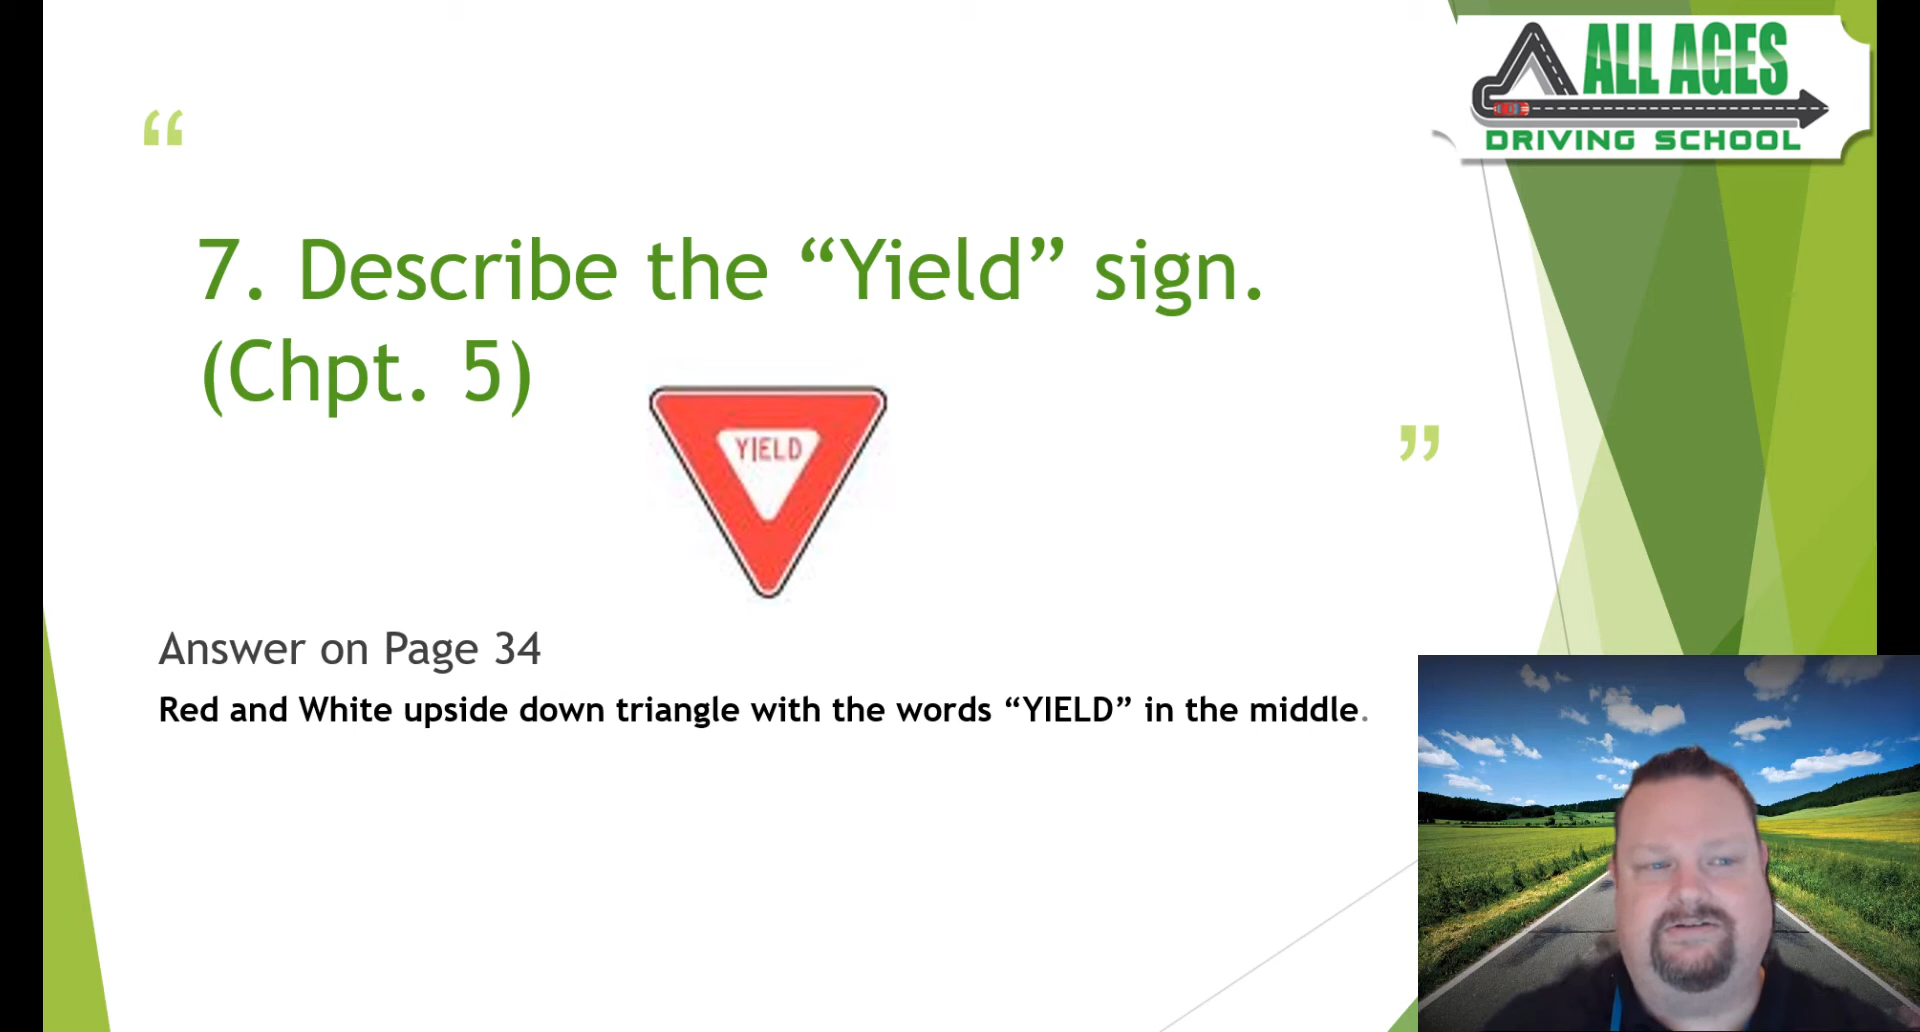 ALL AGES
DRIVING SCHOOL
“
7. Describe the “Yield” sign.
(Chpt. 5)
YIELD
”
Answer on Page 34
Red and White upside down triangle with the words “YIELD” in the middle.